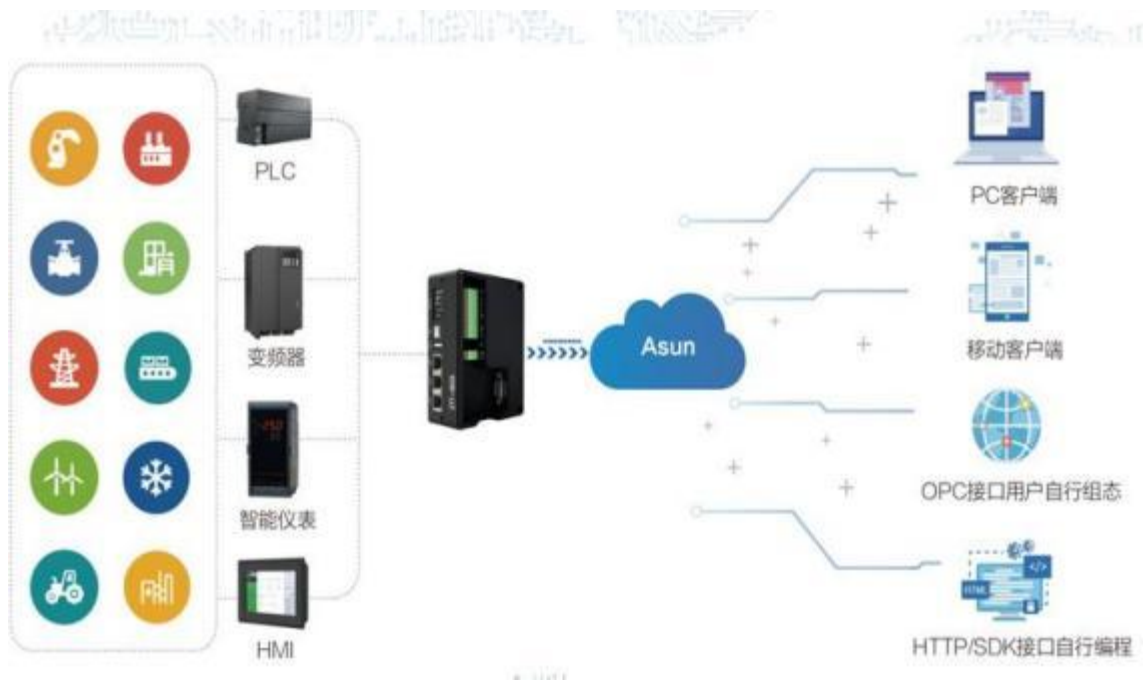 PLC
变频器
智能仪表
HMI
Asun
PC客户端
移动客户端
OPC接口用户自行组态
HTML
</>
HTTP/SDK接口自行编程